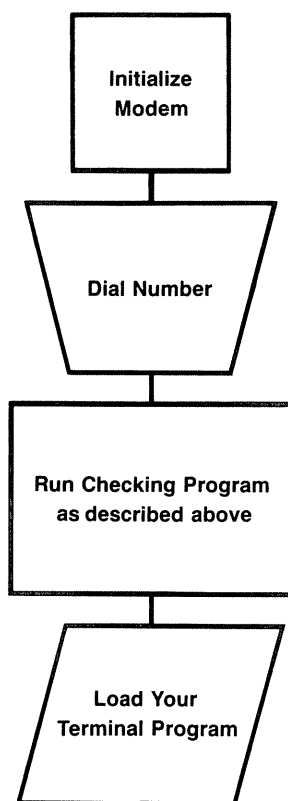 Initialize
Modem
Dial Number
Run Checking Program
as described above
Load Your
Terminal Program